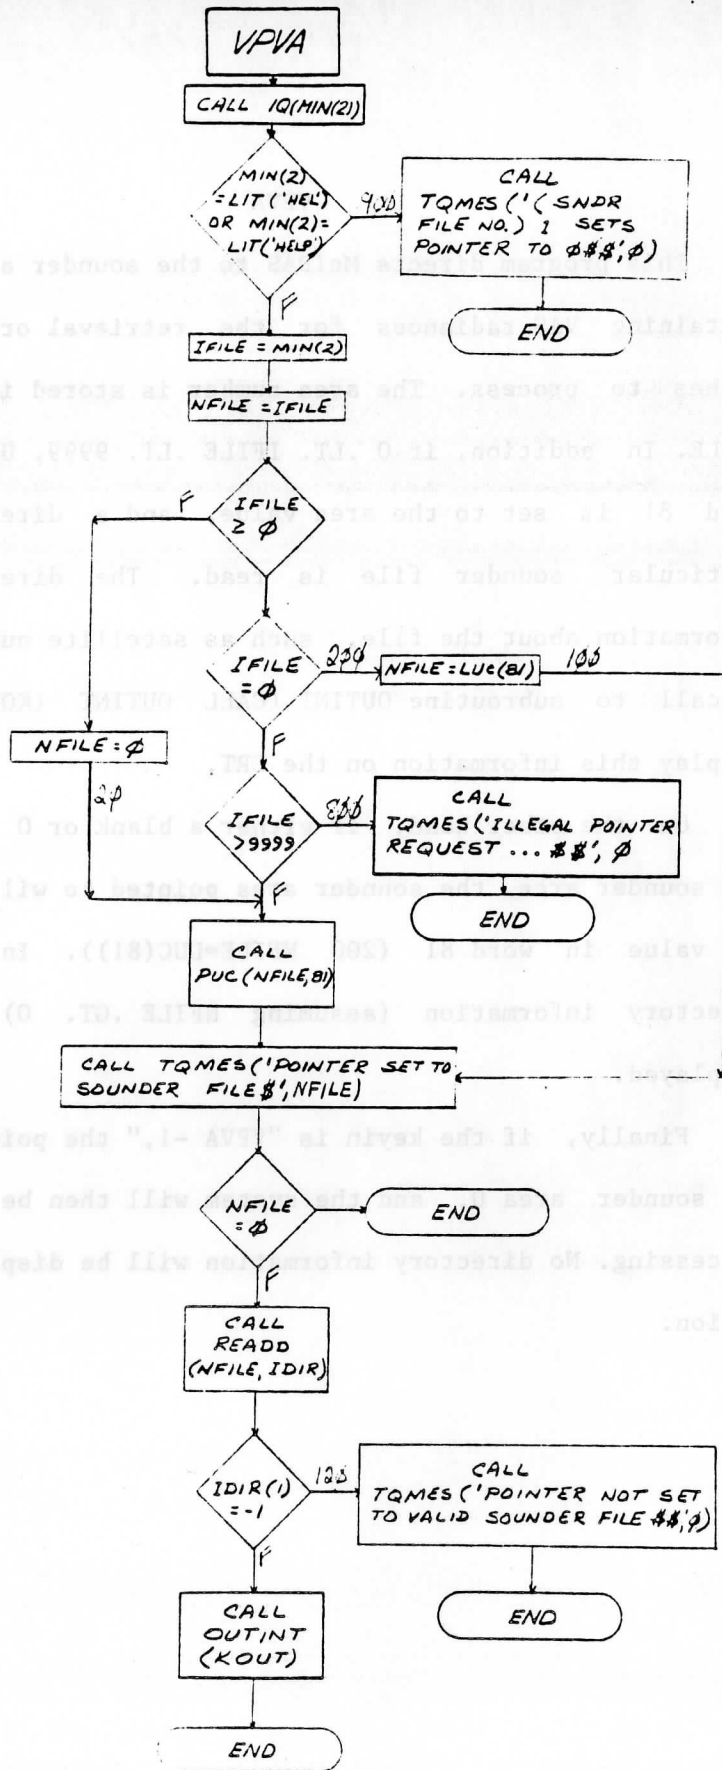 VPVA
CALL IQ(MIN(2))
MIN(2)
=LIT('HEL')
OR MIN(2)=
LIT('HELP')
900
CALL
TQMES('(SNDR
FILE NO.) 1 SETS
POINTER TO Ø$$',Ø)
END
F
IFILE = MIN(2)
NFILE = IFILE
IFILE
≥ Ø
F
IFILE
= Ø
200
NFILE = LUC(81)
100
F
NFILE = Ø
20
IFILE
>9999
800
CALL
TQMES('ILLEGAL POINTER
REQUEST ... $$', Ø
END
F
CALL
PUC(NFILE,81)
CALL TQMES('POINTER SET TO
SOUNDER FILE$',NFILE)
NFILE
= Ø
END
F
CALL
READD
(NFILE, IDIR)
IDIR(1)
= -1
120
CALL
TQMES('POINTER NOT SET
TO VALID SOUNDER FILE $$',Ø)
END
F
CALL
OUTINT
(KOUT)
END